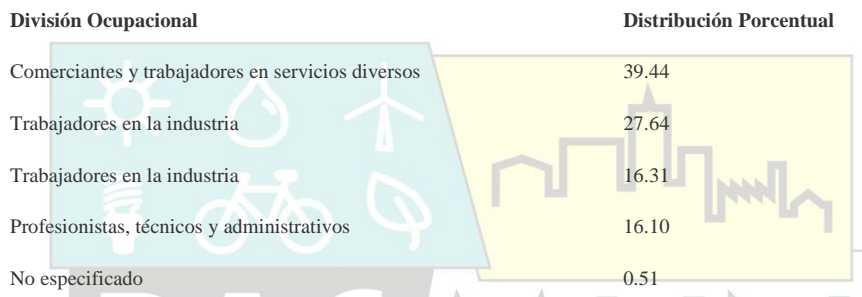 División Ocupacional Distribución Porcentual
Comerciantes y trabajadores en servicios diversos 39.44
Trabajadores en la industria 27.64
Trabajadores en la industria 16.31
Profesionistas, técnicos y administrativos 16.10
No especificado 0.51